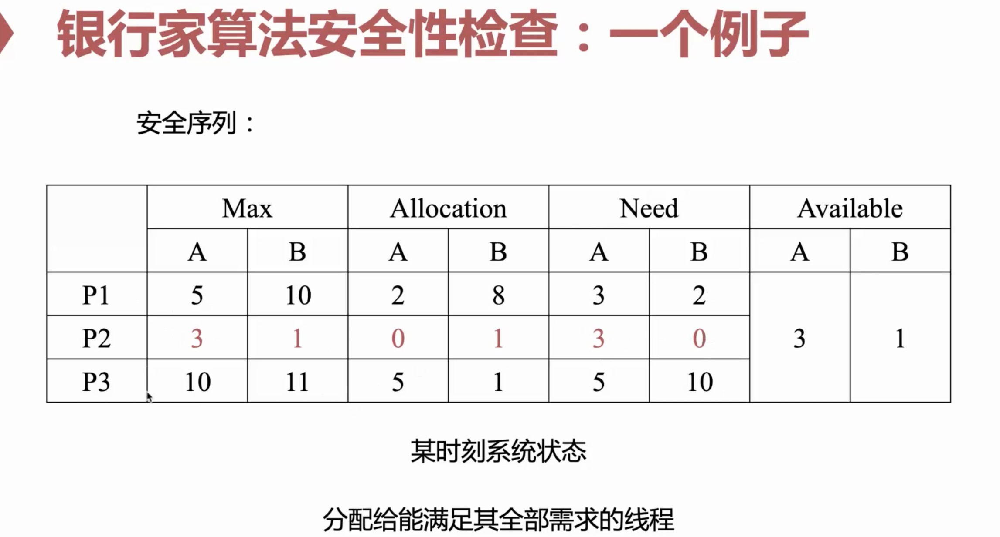 银行家算法安全性检查：一个例子
安全序列：
Max Allocation Need Available
A B A B A B A B
P1 5 10 2 8 3 2
P2 3 1 0 1 3 0 3 1
P3 10 11 5 1 5 10
某时刻系统状态
分配给能满足其全部需求的线程